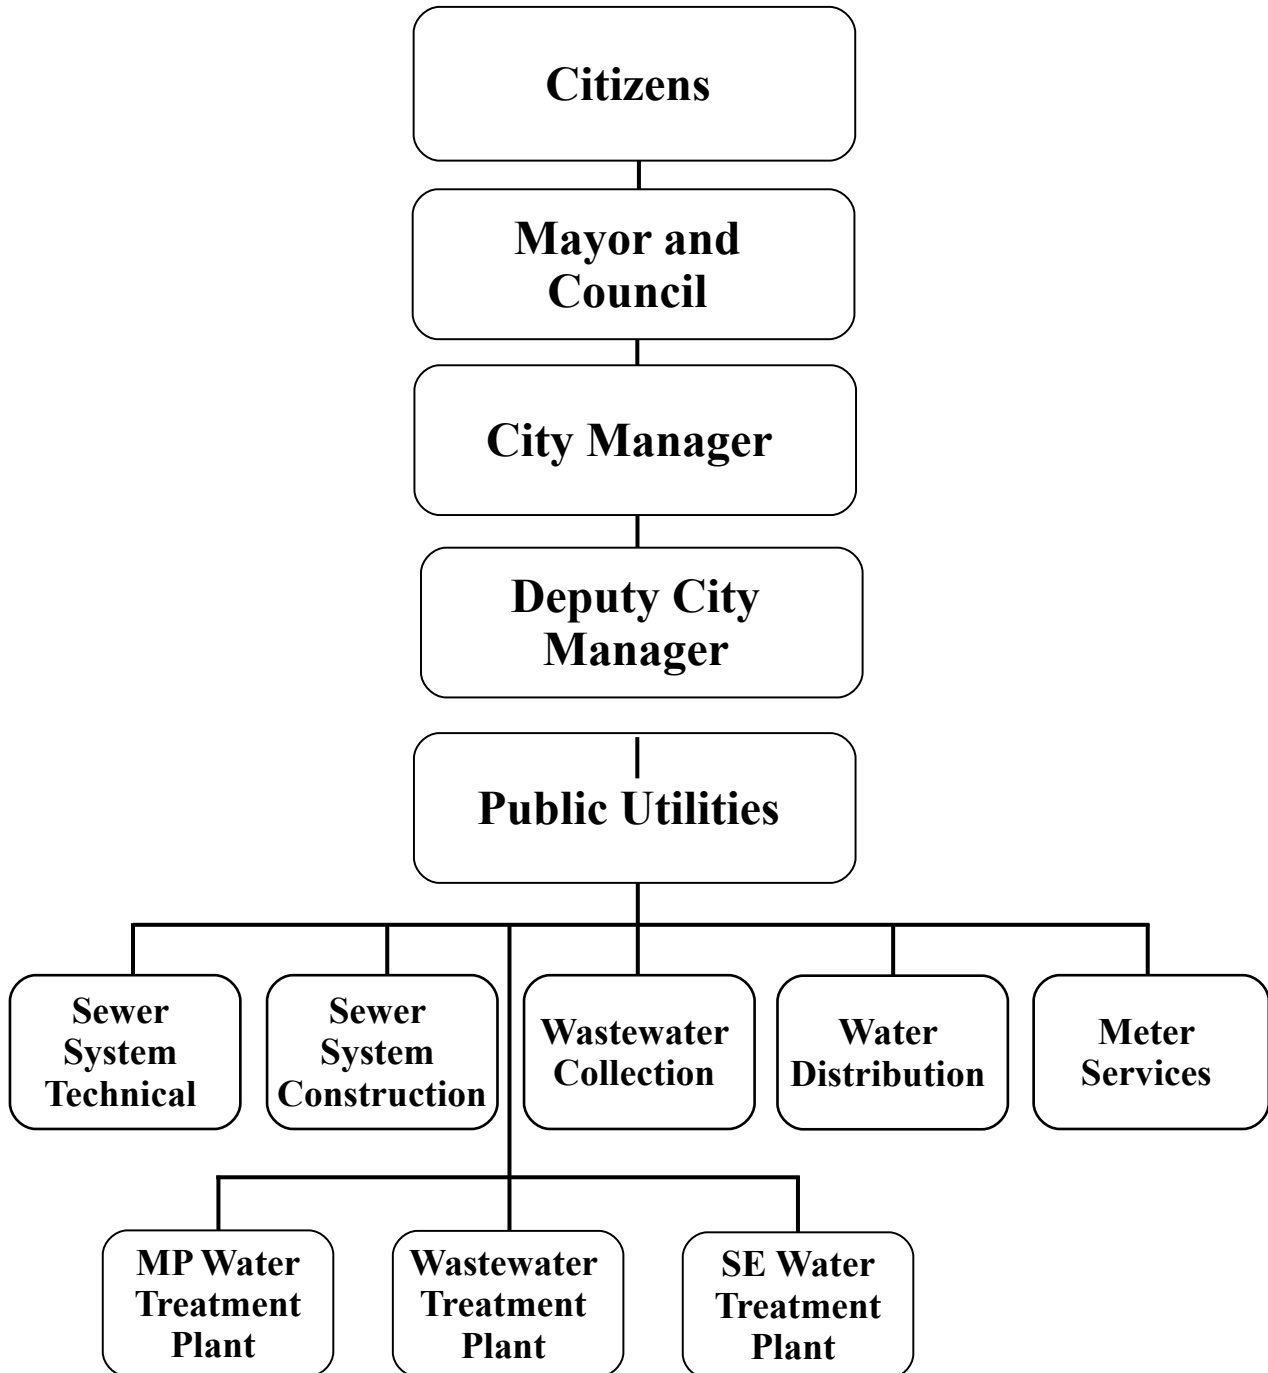 Citizens
Mayor and
Council
City Manager
Deputy City
Manager
Public Utilities
Sewer
System
Technical
Sewer
System
Construction
Wastewater
Collection
Water
Distribution
Meter
Services
MP Water
Treatment
Plant
Wastewater
Treatment
Plant
SE Water
Treatment
Plant